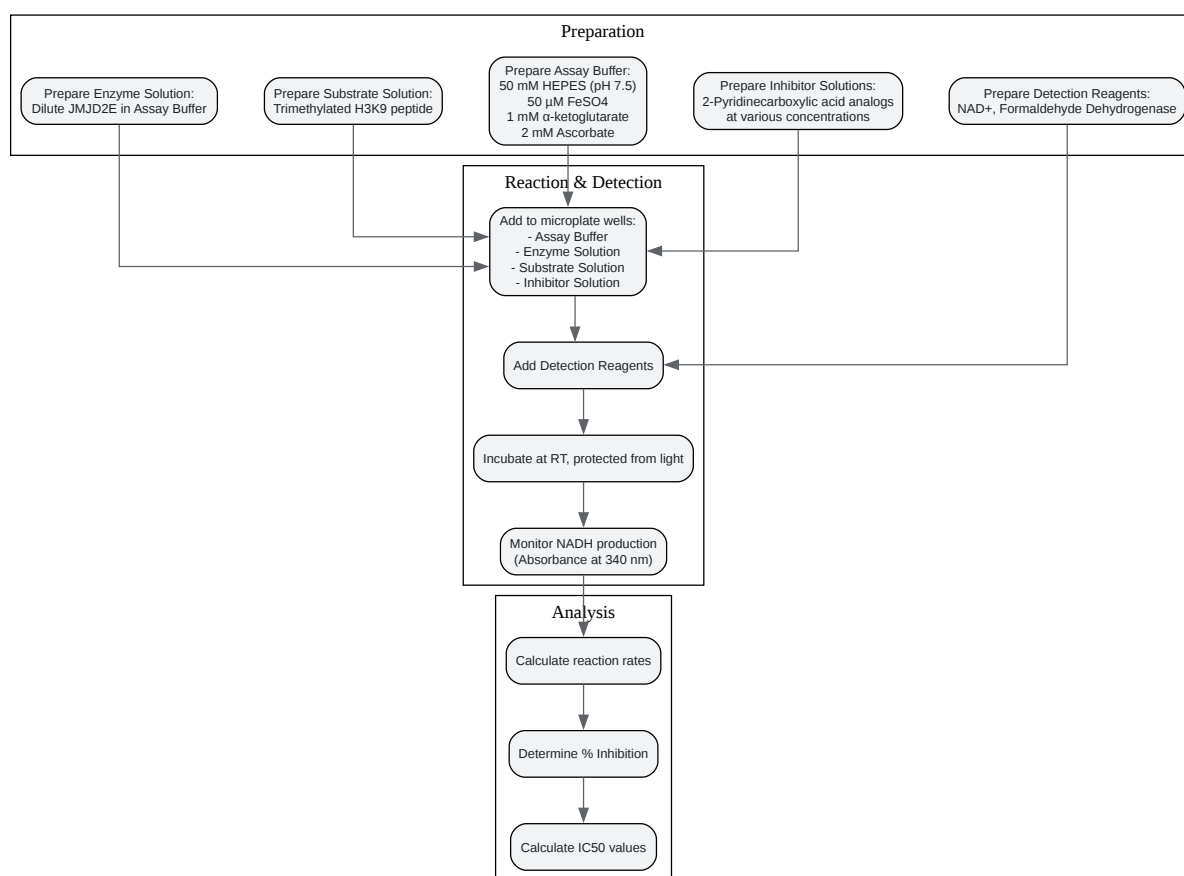 Preparation
Prepare Enzyme Solution:
Dilute JMJD2E in Assay Buffer
Prepare Substrate Solution:
Trimethylated H3K9 peptide
Prepare Assay Buffer:
50 mM HEPES (pH 7.5)
50 µM FeSO4
1 mM α-ketoglutarate
2 mM Ascorbate
Prepare Inhibitor Solutions:
2-Pyridinecarboxylic acid analogs
at various concentrations
Prepare Detection Reagents:
NAD+, Formaldehyde Dehydrogenase
Reaction & Detection
Add to microplate wells:
- Assay Buffer
- Enzyme Solution
- Substrate Solution
- Inhibitor Solution
Add Detection Reagents
Incubate at RT, protected from light
Monitor NADH production
(Absorbance at 340 nm)
Analysis
Calculate reaction rates
Determine % Inhibition
Calculate IC50 values